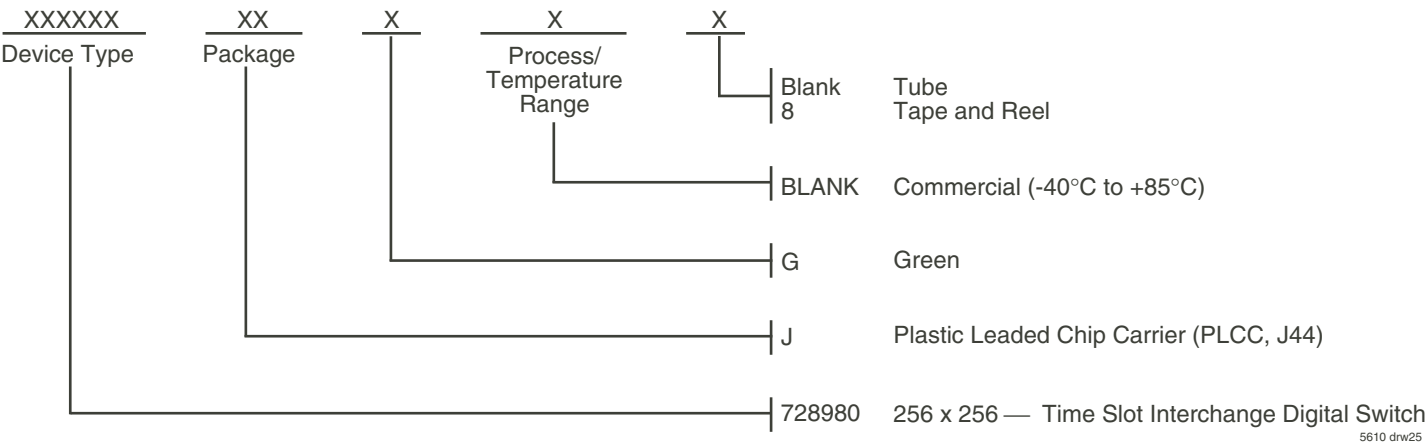 XXXXXX XX X X X
Device Type Package Process/
Temperature
Range
Blank Tube
8 Tape and Reel
BLANK Commercial (-40°C to +85°C)
G Green
J Plastic Leaded Chip Carrier (PLCC, J44)
728980 256 x 256 — Time Slot Interchange Digital Switch
5610 drw25